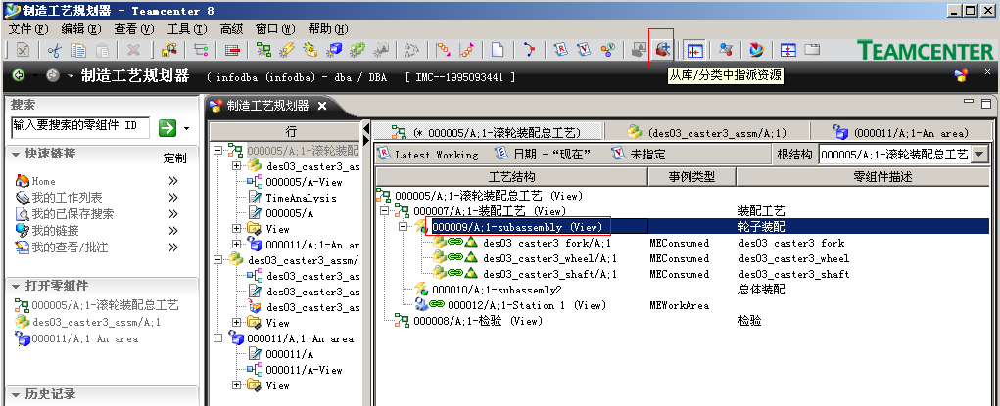 制造工艺规划器 - Teamcenter 8
文件(F) 编辑(E) 查看(V) 工具(T) 高级 窗口(W) 帮助(H)
TEAMCENTER
制造工艺规划器 ( infodba (infodba) - dba / DBA [ IMC--1995093441 ] )
从库/分类中指派资源
搜索
输入要搜索的零组件 ID
快速链接 定制
Home
我的工作列表
我的已保存搜索
我的链接
我的查看/批注
打开零组件
000005/A;1-滚轮装配总工艺
des03_caster3_assm/A;1
000011/A;1-An area
历史记录
制造工艺规划器
行
000005/A;1-滚轮装配
des03_caster3_as
000005/A-View
TimeAnalysis
000005/A
View
000011/A;1-An ar
des03_caster3_assm/
des03_caster3_as
des03_caster3_as
des03_caster3_as
View
000011/A;1-An area
000011/A
000011/A-View
View
(* 000005/A;1-滚轮装配总工艺) (des03_caster3_assm/A;1) (000011/A;1-An area)
Latest Working 日期 -“现在” 未指定 根结构 000005/A;1-滚轮装配总工艺
工艺结构 事例类型 零组件描述
000005/A;1-滚轮装配总工艺 (View)
000007/A;1-装配工艺 (View) 装配工艺
000009/A;1-subassembly (View) 轮子装配
des03_caster3_fork/A;1 MEConsumed des03_caster3_fork
des03_caster3_wheel/A;1 MEConsumed des03_caster3_wheel
des03_caster3_shaft/A;1 MEConsumed des03_caster3_shaft
000010/A;1-subassemly2 总体装配
000012/A;1-Station 1 (View) MEWorkArea
000008/A;1-检验 (View) 检验